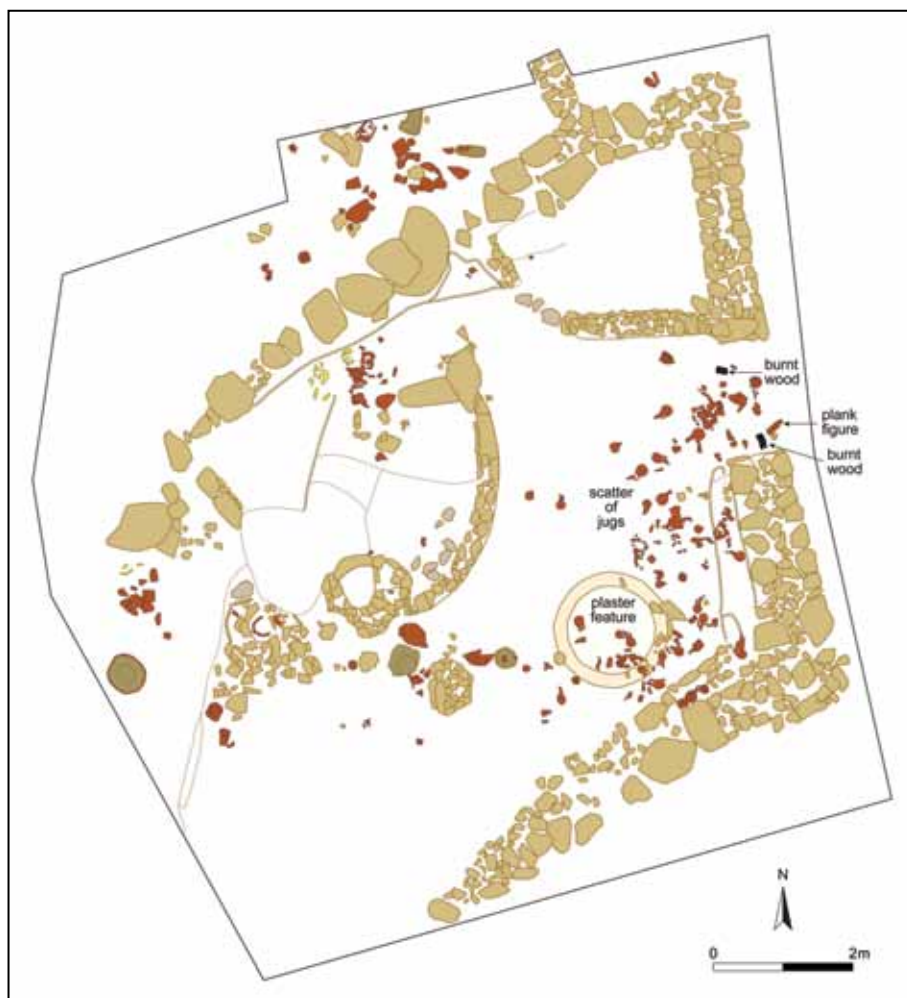 burnt
wood
plank
figure
burnt
wood
scatter
of
jugs
plaster
feature
N
0 2m